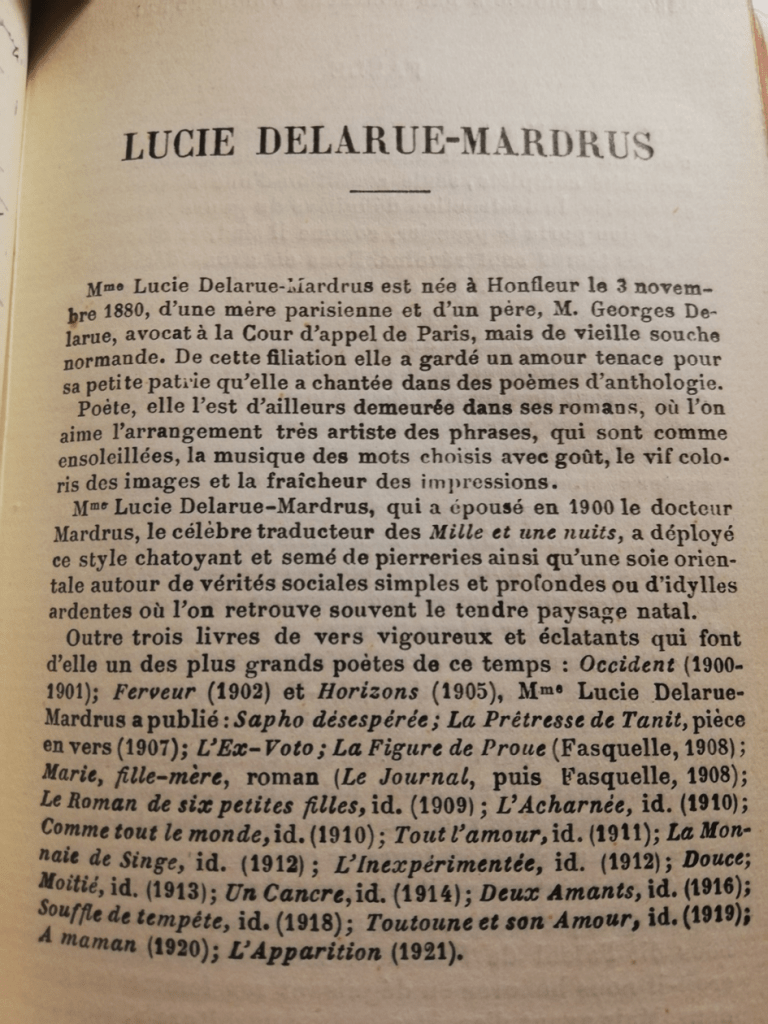 LUCIE DELARUE-MARDRUS
Mme Lucie Delarue-Mardrus est née à Honfleur le 3 novem-
bre 1880, d'une mère parisienne et d'un père, M. Georges De-
larue, avocat à la Cour d'appel de Paris, mais de vieille souche
normande. De cette filiation elle a gardé un amour tenace pour
sa petite patrie qu'elle a chantée dans des poèmes d'anthologie.
Poète, elle l'est d'ailleurs demeurée dans ses romans, où l'on
aime l'arrangement très artiste des phrases, qui sont comme
ensoleillées, la musique des mots choisis avec goût, le vif colo-
ris des images et la fraîcheur des impressions.
Mme Lucie Delarue-Mardrus, qui a épousé en 1900 le docteur
Mardrus, le célèbre traducteur des Mille et une nuits, a déployé
ce style chatoyant et semé de pierreries ainsi qu'une soie orien-
tale autour de vérités sociales simples et profondes ou d'idylles
ardentes où l'on retrouve souvent le tendre paysage natal.
Outre trois livres de vers vigoureux et éclatants qui font
d'elle un des plus grands poètes de ce temps : Occident (1900-
1901); Ferveur (1902) et Horizons (1905), Mme Lucie Delarue-
Mardrus a publié : Sapho désespérée ; La Prêtresse de Tanit, pièce
en vers (1907); L'Ex-Voto ; La Figure de Proue (Fasquelle, 1908) ;
Marie, fille-mère, roman (Le Journal, puis Fasquelle, 1908);
Le Roman de six petites filles, id. (1909) ; L'Acharnée, id. (1910);
Comme tout le monde, id. (1910) ; Tout l'amour, id. (1911); La Mon-
naie de Singe, id. (1912) ; L'Inexpérimentée, id. (1912) ; Douce;
Moitié, id. (1913) ; Un Cancre, id. (1914) ; Deux Amants, id. (1916);
Souffle de tempête, id. (1918) ; Toutoune et son Amour, id. (1919);
A maman (1920); L'Apparition (1921).